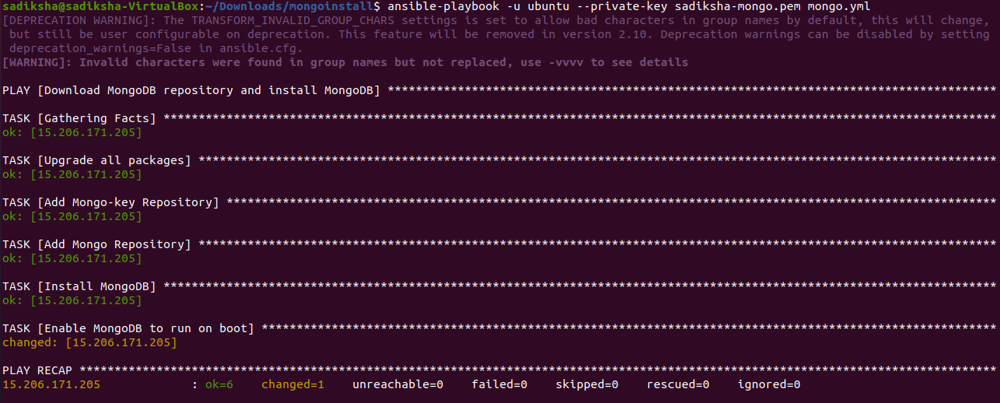 sadiksha@sadiksha-VirtualBox:~/Downloads/mongoinstall$ ansible-playbook -u ubuntu --private-key sadiksha-mongo.pem mongo.yml
[DEPRECATION WARNING]: The TRANSFORM_INVALID_GROUP_CHARS settings is set to allow bad characters in group names by default, this will change,
but still be user configurable on deprecation. This feature will be removed in version 2.10. Deprecation warnings can be disabled by setting
deprecation_warnings=False in ansible.cfg.
[WARNING]: Invalid characters were found in group names but not replaced, use -vvvv to see details
PLAY [Download MongoDB repository and install MongoDB] ***************************************************************************************
TASK [Gathering Facts] ***********************************************************************************************************************
ok: [15.206.171.205]
TASK [Upgrade all packages] ******************************************************************************************************************
ok: [15.206.171.205]
TASK [Add Mongo-key Repository] **************************************************************************************************************
ok: [15.206.171.205]
TASK [Add Mongo Repository] ******************************************************************************************************************
ok: [15.206.171.205]
TASK [Install MongoDB] ***********************************************************************************************************************
ok: [15.206.171.205]
TASK [Enable MongoDB to run on boot] *********************************************************************************************************
changed: [15.206.171.205]
PLAY RECAP ***********************************************************************************************************************************
15.206.171.205             : ok=6    changed=1    unreachable=0    failed=0    skipped=0    rescued=0    ignored=0